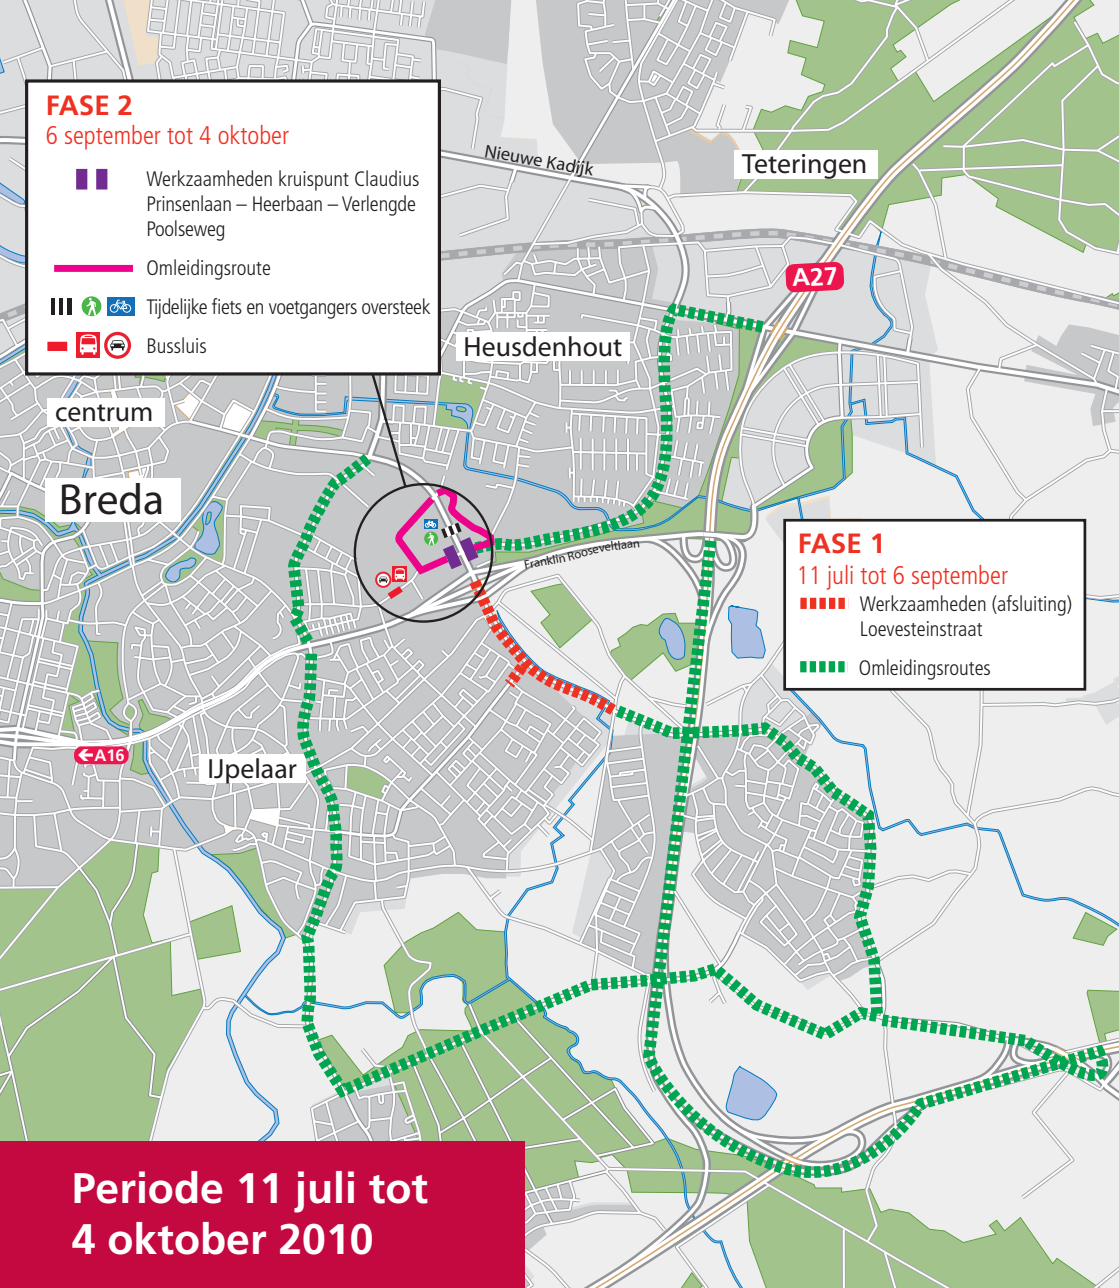 FASE 2
6 september tot 4 oktober
Werkzaamheden kruispunt Claudius
Prinsenlaan – Heerbaan – Verlengde
Poolseweg
Omleidingsroute
Tijdelijke fiets en voetgangers oversteek
Bussluis
Nieuwe Kadijk
Teteringen
A27
Heusdenhout
centrum
Breda
Franklin Rooseveltlaan
FASE 1
11 juli tot 6 september
Werkzaamheden (afsluiting)
Loevesteinstraat
Omleidingsroutes
A16
IJpelaar
Periode 11 juli tot
4 oktober 2010